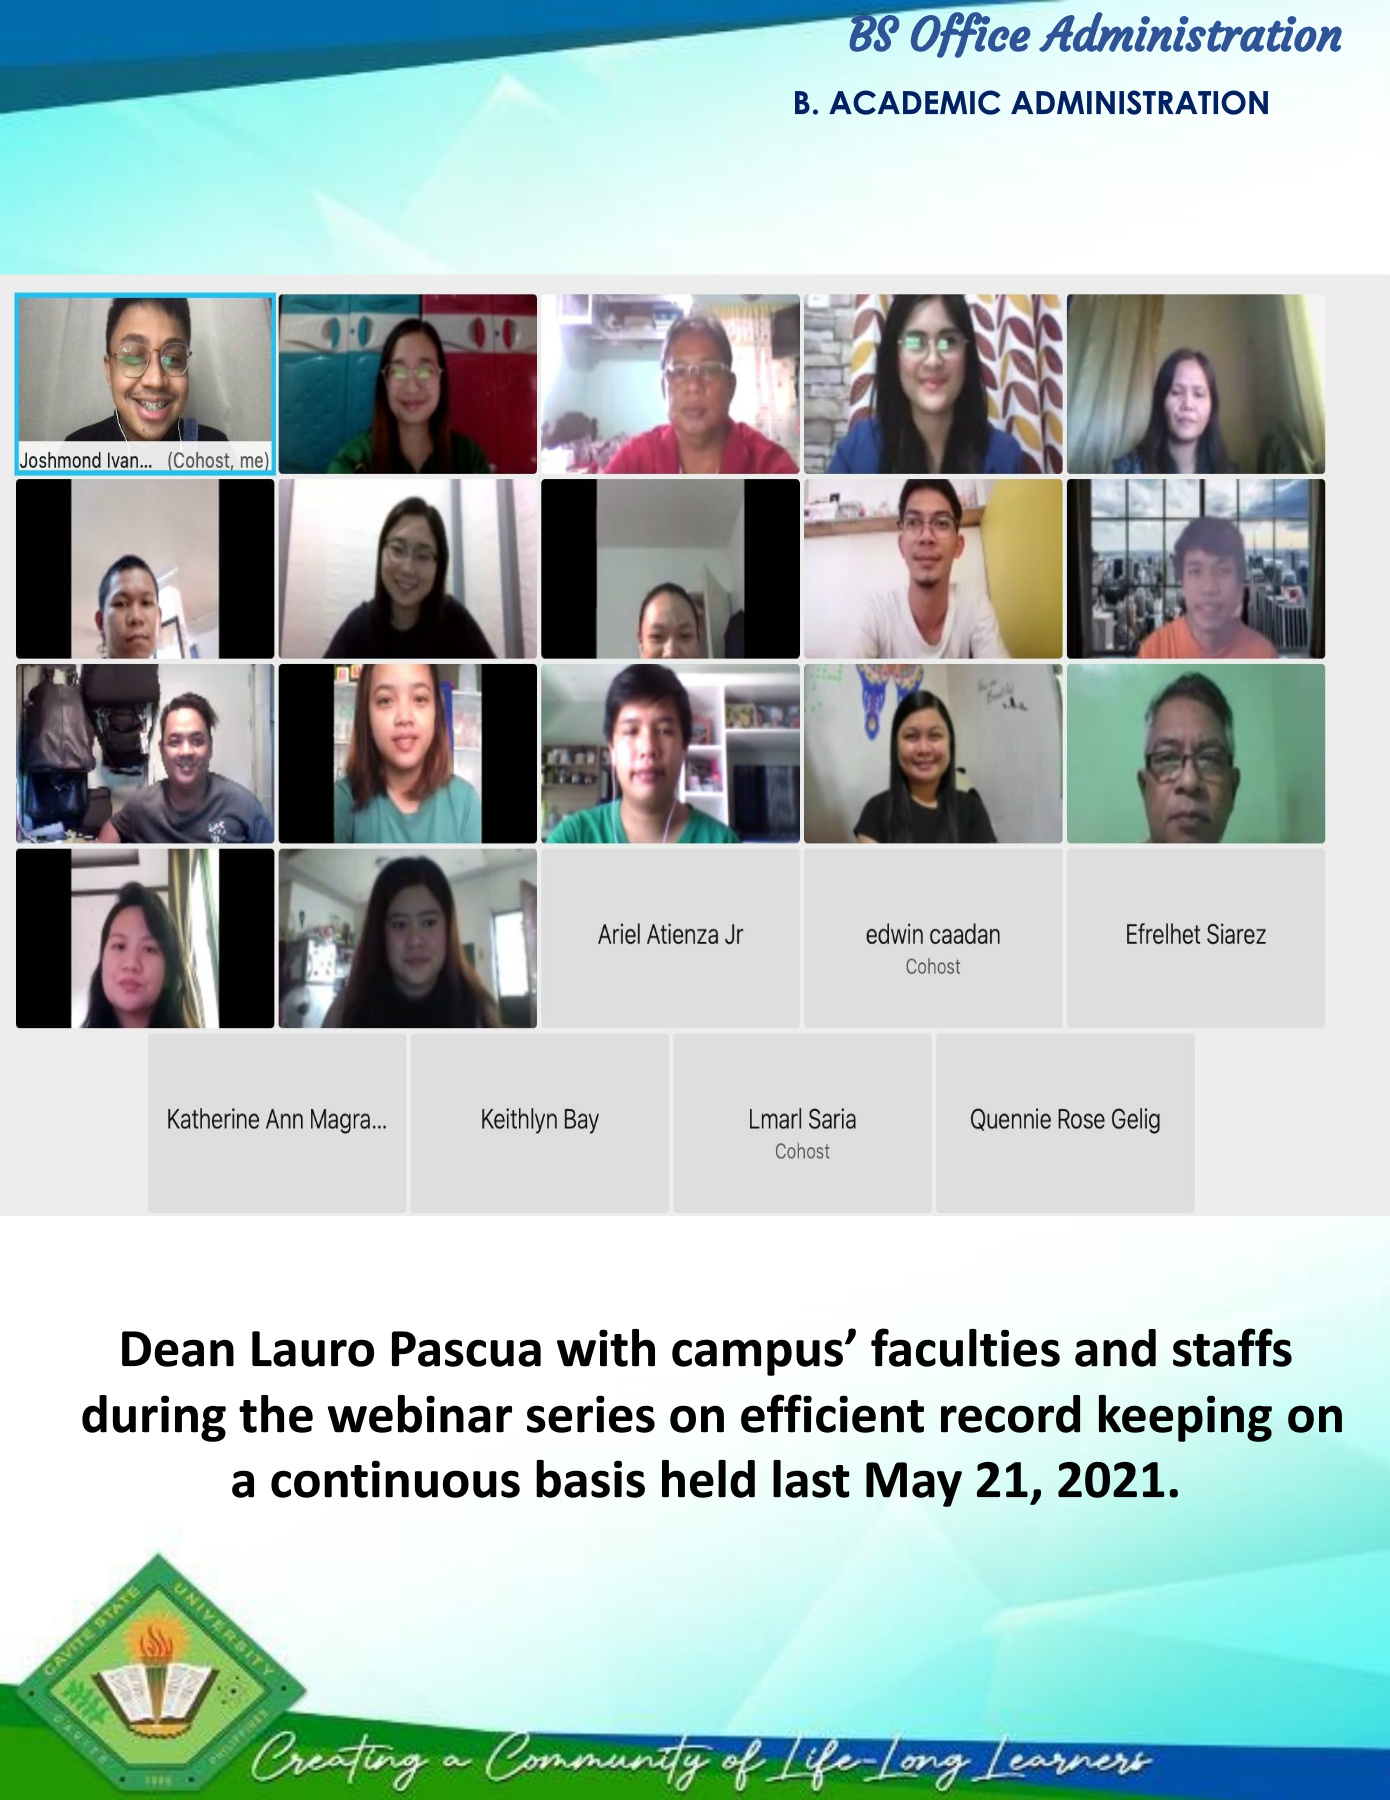 BS Office Administration
B. ACADEMIC ADMINISTRATION
Joshmond Ivan... (Cohost, me)
Ariel Atienza Jr
edwin caadan
Cohost
Efrelhet Siarez
Katherine Ann Magra...
Keithlyn Bay
Lmarl Saria
Cohost
Quennie Rose Gelig
Dean Lauro Pascua with campus’ faculties and staffs
during the webinar series on efficient record keeping on
a continuous basis held last May 21, 2021.
CAVITE STATE UNIVERSITY
CAVITE PHILIPPINES
Creating a Community of Life-Long Learners